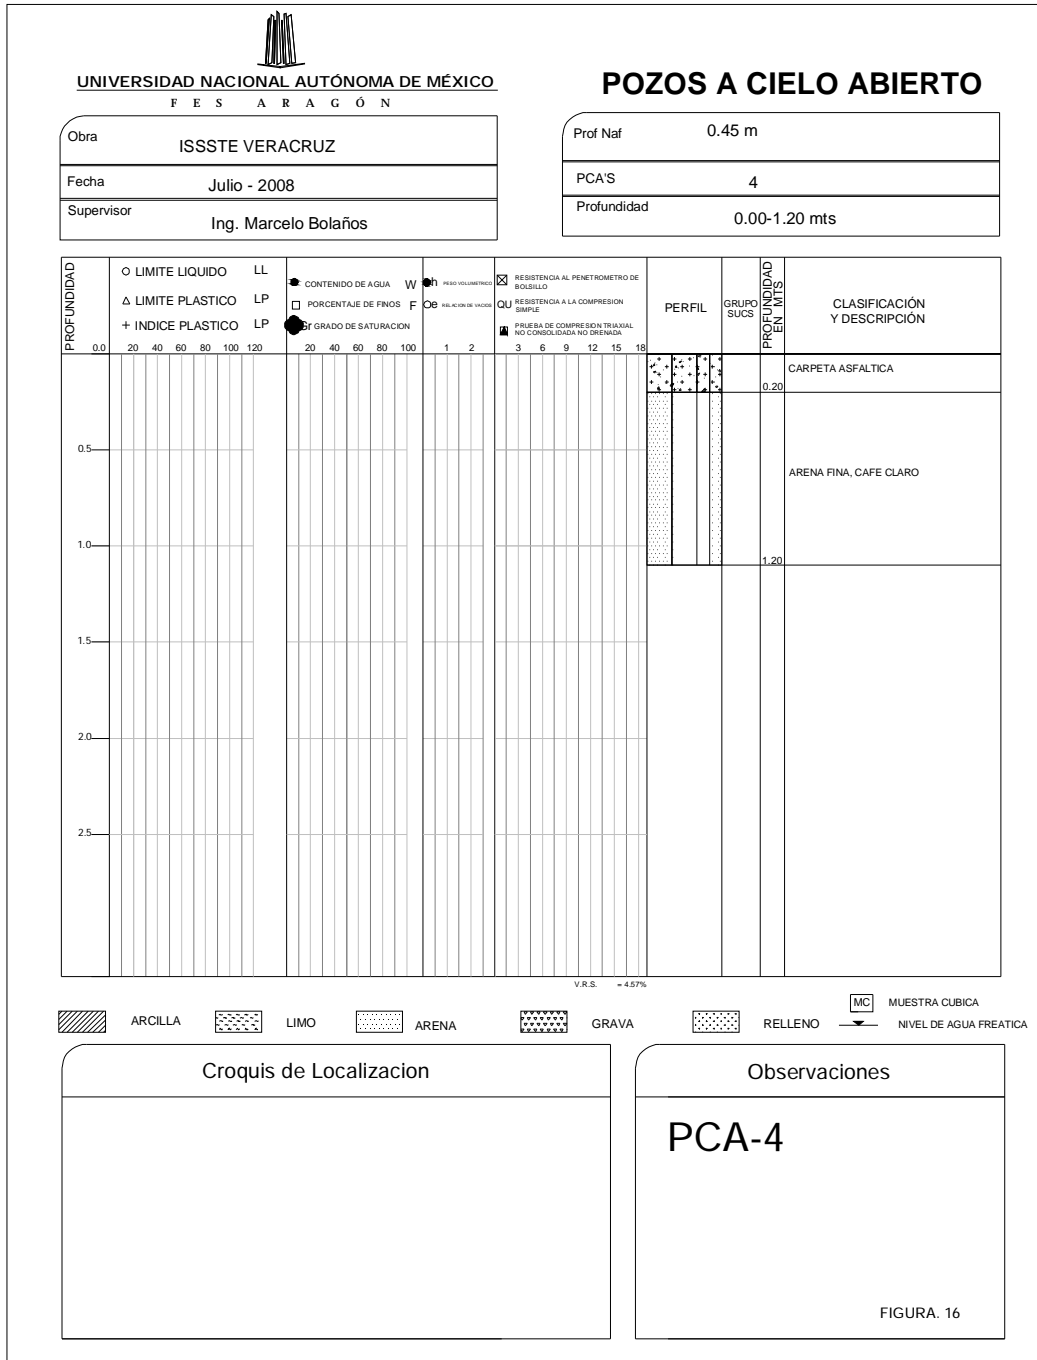 UNIVERSIDAD NACIONAL AUTÓNOMA DE MÉXICO
F E S A R A G Ó N
POZOS A CIELO ABIERTO
Obra ISSSTE VERACRUZ
Fecha Julio - 2008
Supervisor Ing. Marcelo Bolaños
Prof Naf 0.45 m
PCA'S 4
Profundidad 0.00-1.20 mts
PROFUNDIDAD
LIMITE LIQUIDO LL
LIMITE PLASTICO LP
+ INDICE PLASTICO LP
0.0 20 40 60 80 100 120
CONTENIDO DE AGUA W
PORCENTAJE DE FINOS F
Gr GRADO DE SATURACION
20 40 60 80 100
h PESO VOLUMETRICO
Oe RELACION DE VACIOS
1 2
RESISTENCIA AL PENETROMETRO DE BOLSILLO
QU RESISTENCIA A LA COMPRESION SIMPLE
PRUEBA DE COMPRESION TRIAXIAL NO CONSOLIDADA NO DRENADA
3 6 9 12 15 18
PERFIL
GRUPO SUCS
PROFUNDIDAD EN MTS
CLASIFICACIÓN
Y DESCRIPCIÓN
CARPETA ASFALTICA
0.20
0.5
ARENA FINA, CAFE CLARO
1.0
1.20
1.5
2.0
2.5
V.R.S. = 4.57%
MC MUESTRA CUBICA
ARCILLA LIMO ARENA GRAVA RELLENO NIVEL DE AGUA FREATICA
Croquis de Localizacion
Observaciones
PCA-4
FIGURA. 16